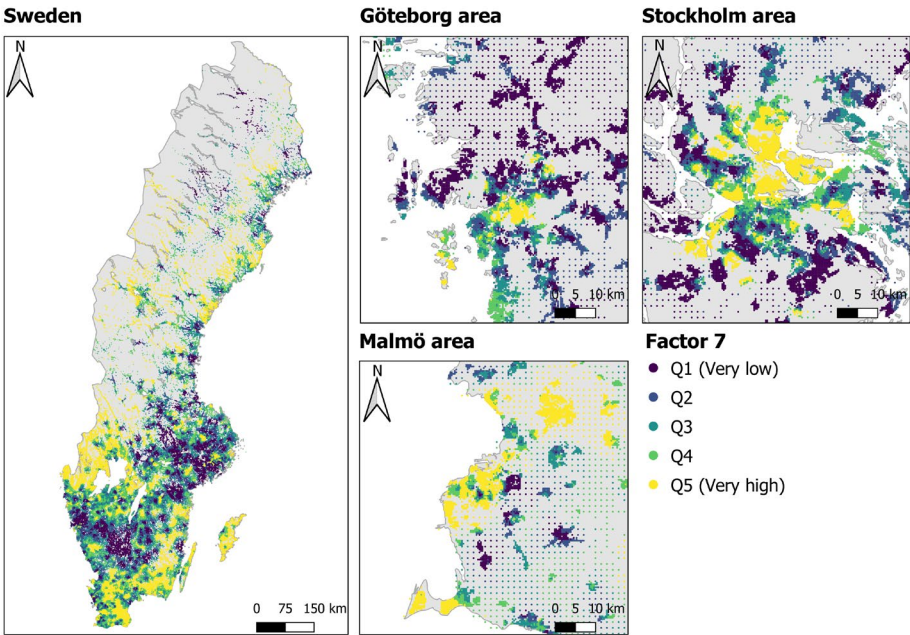 Sweden
N
0 75 150 km
Göteborg area
N
0 5 10 km
Stockholm area
N
0 5 10 km
Malmö area
N
0 5 10 km
Factor 7
Q1 (Very low)
Q2
Q3
Q4
Q5 (Very high)